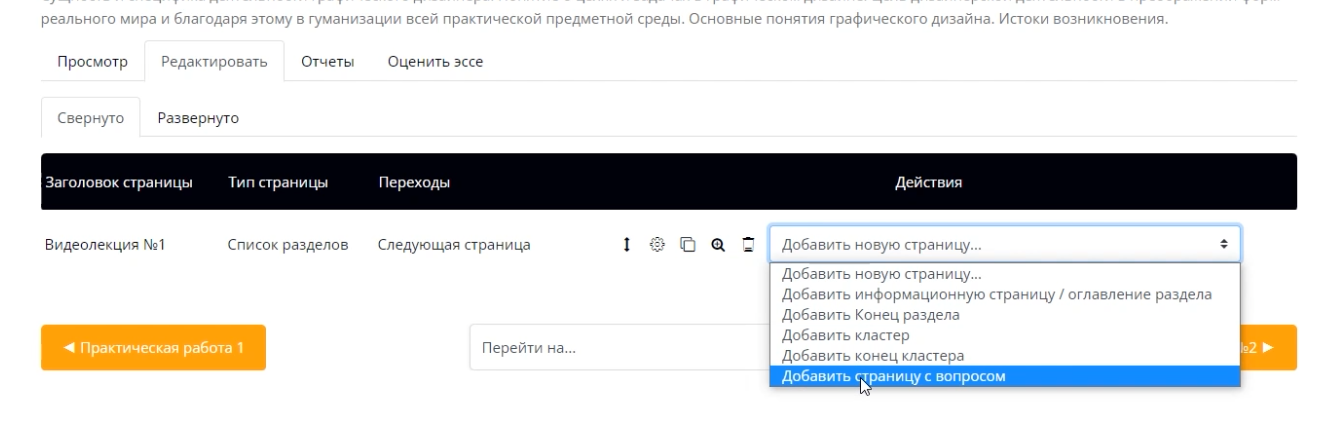 реального мира и благодаря этому в гуманизации всей практической предметной среды. Основные понятия графического дизайна. Истоки возникновения.
Просмотр Редактировать Отчеты Оценить эссе
Свернуто Развернуто
Заголовок страницы Тип страницы Переходы Действия
Видеолекция №1 Список разделов Следующая страница Добавить новую страницу...
Добавить новую страницу...
Добавить информационную страницу / оглавление раздела
Добавить Конец раздела
Добавить кластер
Добавить конец кластера
Добавить страницу с вопросом
◄ Практическая работа 1 Перейти на... №2 ►